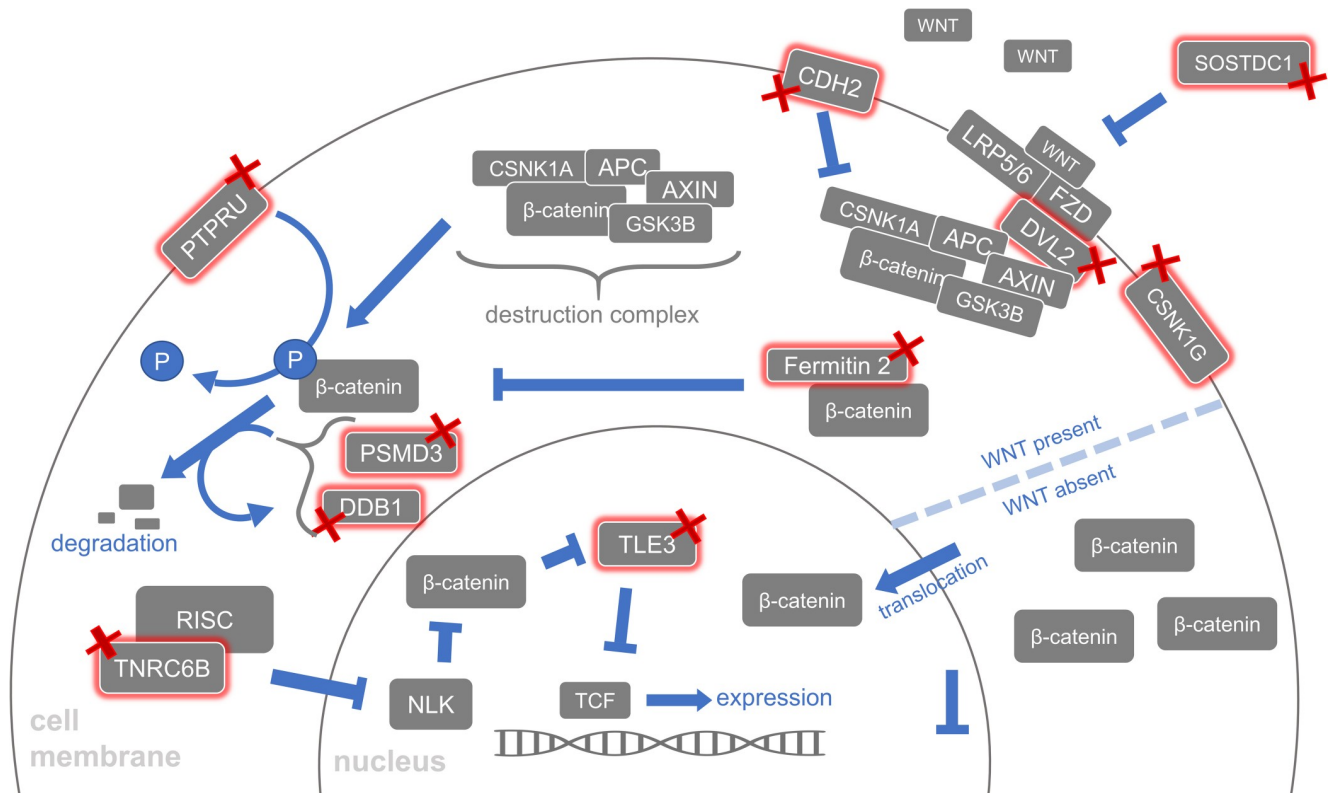 WNT
WNT
SOSTDC1
CDH2
LRP5/6
WNT
FZD
DVL2
CSNK1A
APC
AXIN
β-catenin
GSK3B
CSNK1A
APC
AXIN
β-catenin
GSK3B
destruction complex
PTPRU
CSNK1G
P
P
β-catenin
Fermitin 2
β-catenin
PSMD3
DDB1
degradation
WNT present
WNT absent
TLE3
β-catenin
β-catenin
translocation
β-catenin
β-catenin
β-catenin
RISC
TNRC6B
NLK
TCF
expression
cell
membrane
nucleus